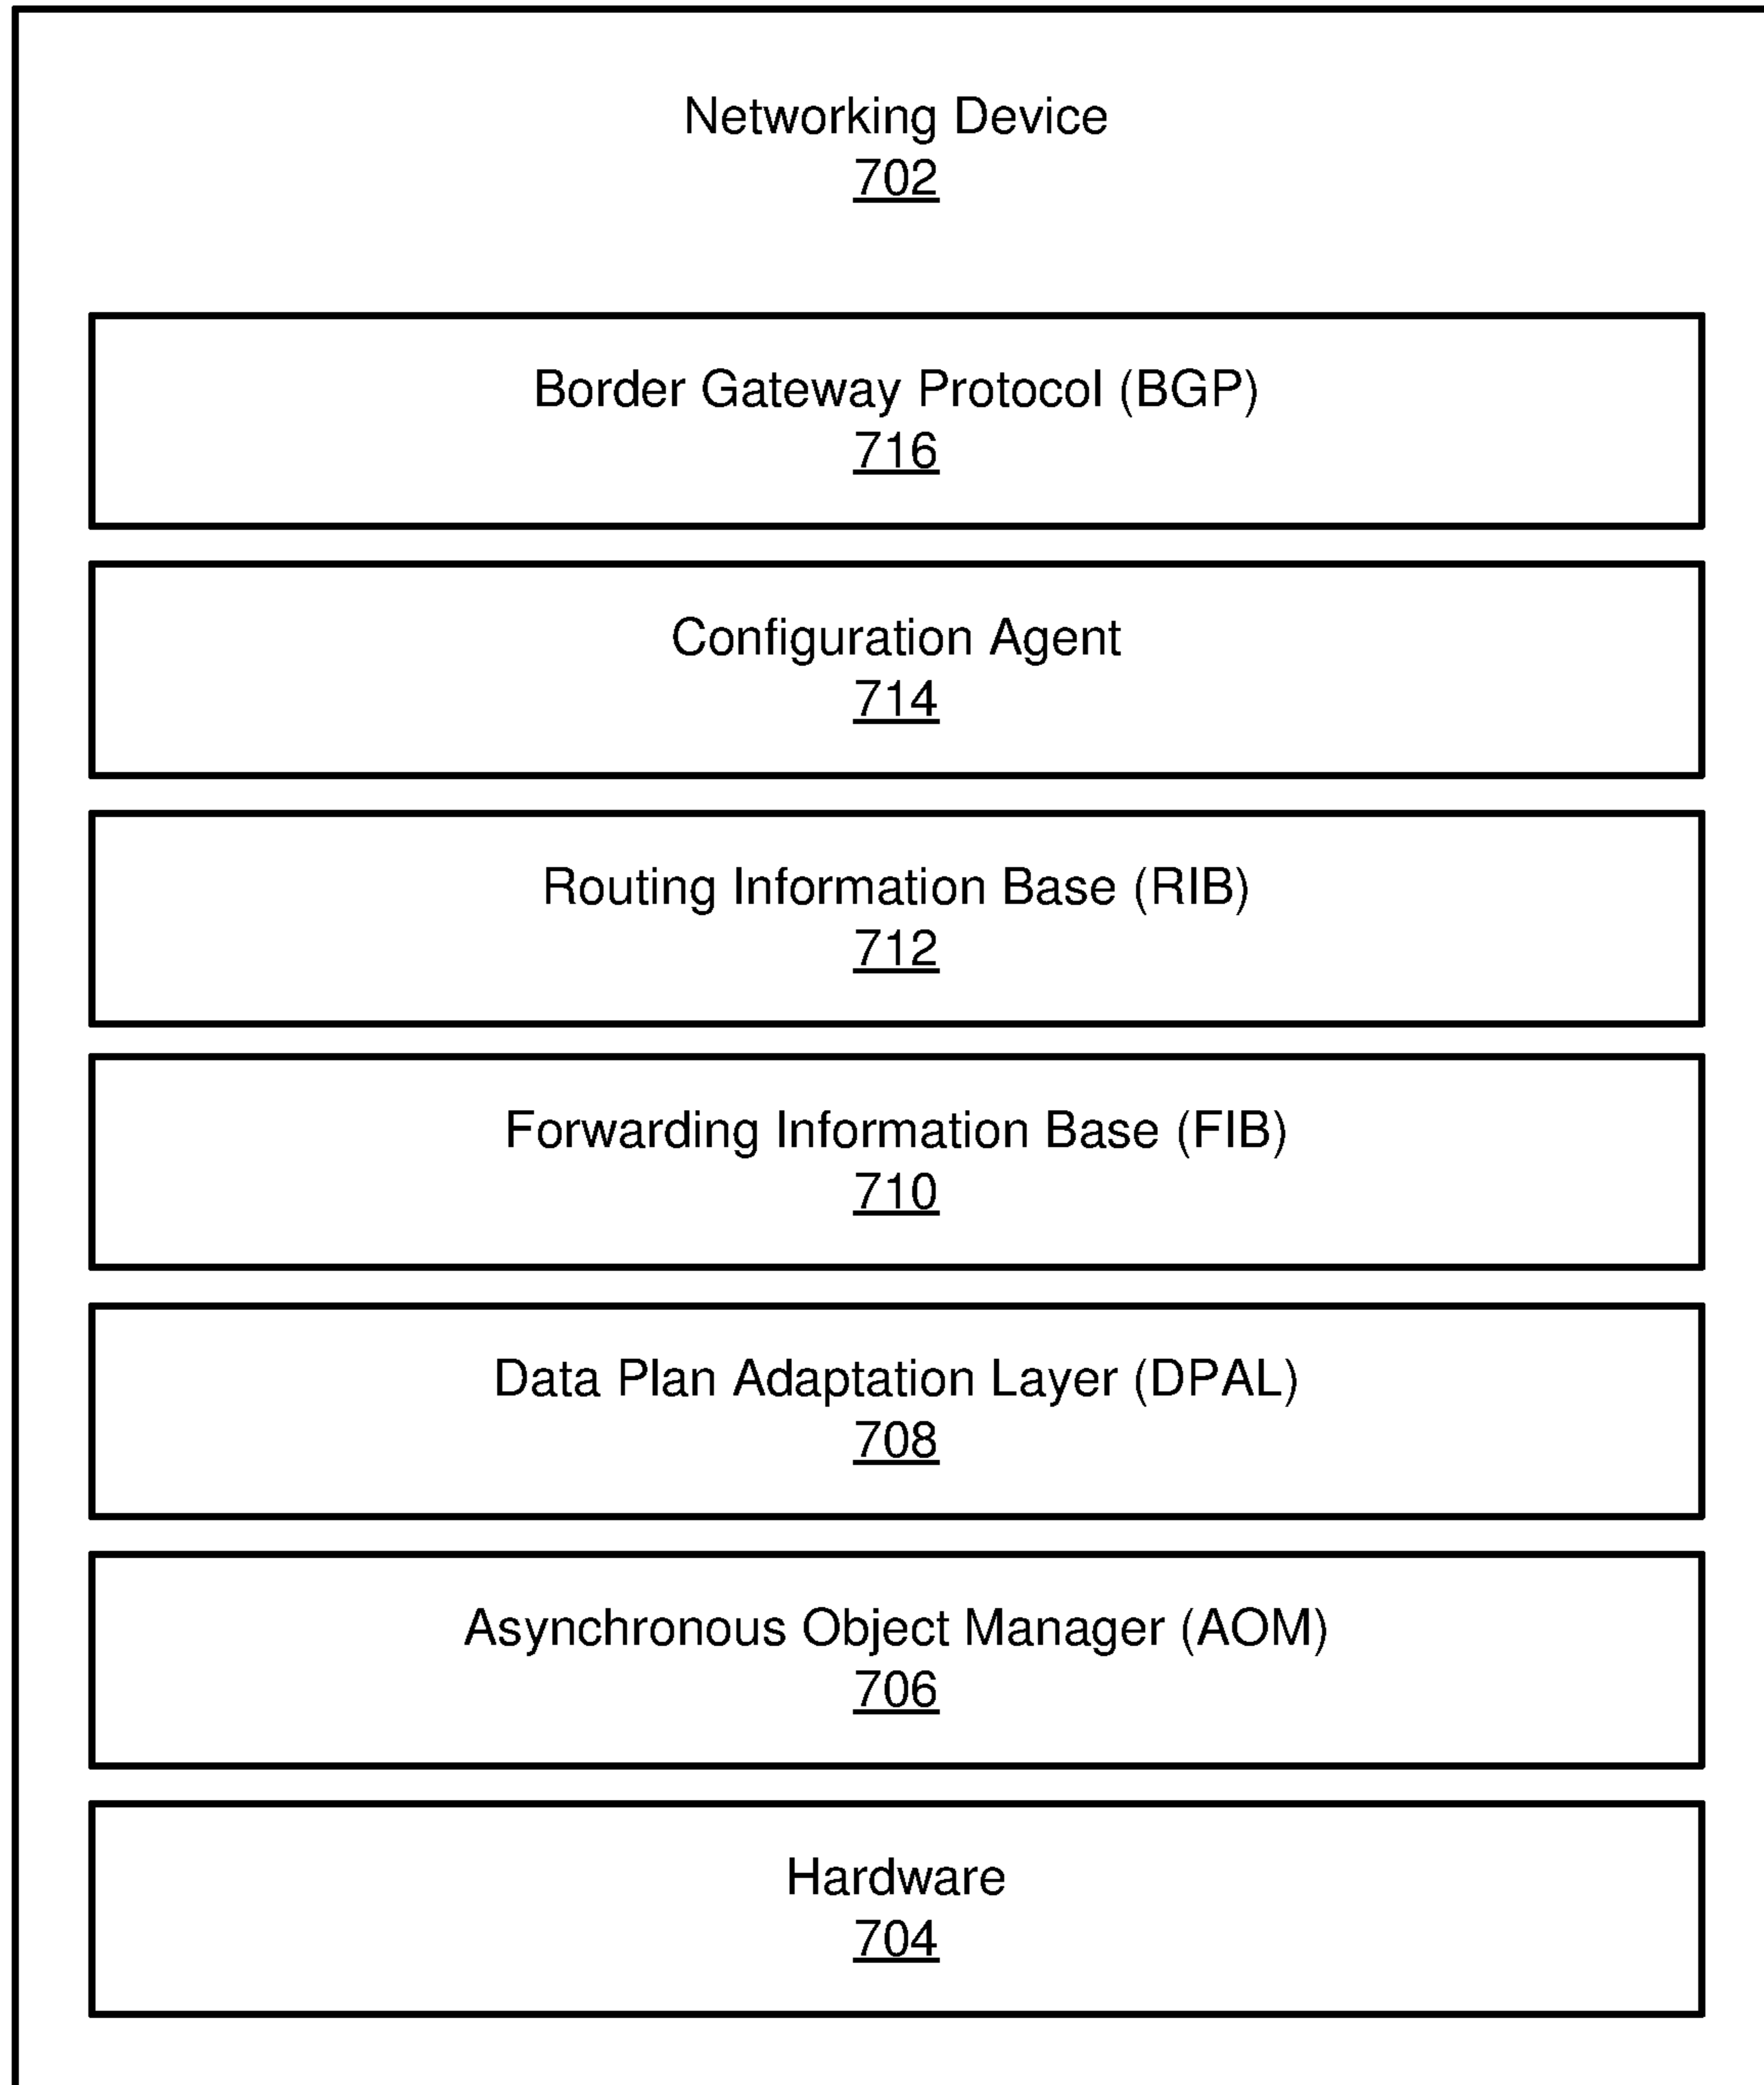 Networking Device
702
Border Gateway Protocol (BGP)
716
Configuration Agent
714
Routing Information Base (RIB)
712
Forwarding Information Base (FIB)
710
Data Plan Adaptation Layer (DPAL)
708
Asynchronous Object Manager (AOM)
706
Hardware
704